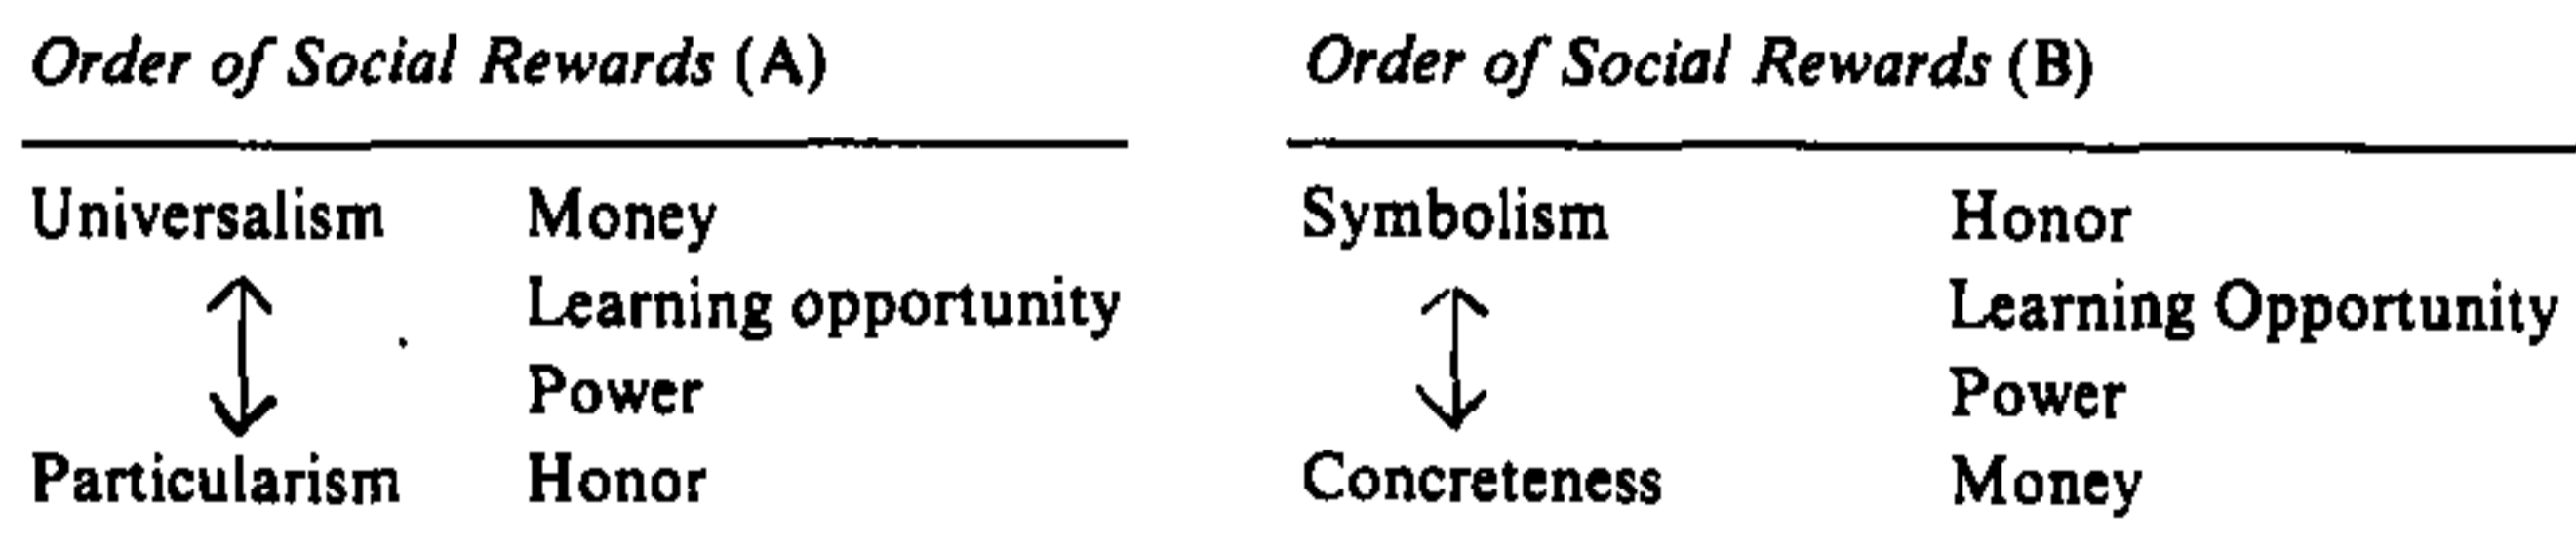 Order of Social Rewards (A)
Universalism Money
Learning opportunity
Power
Particularism Honor
Order of Social Rewards (B)
Symbolism Honor
Learning Opportunity
Power
Concreteness Money